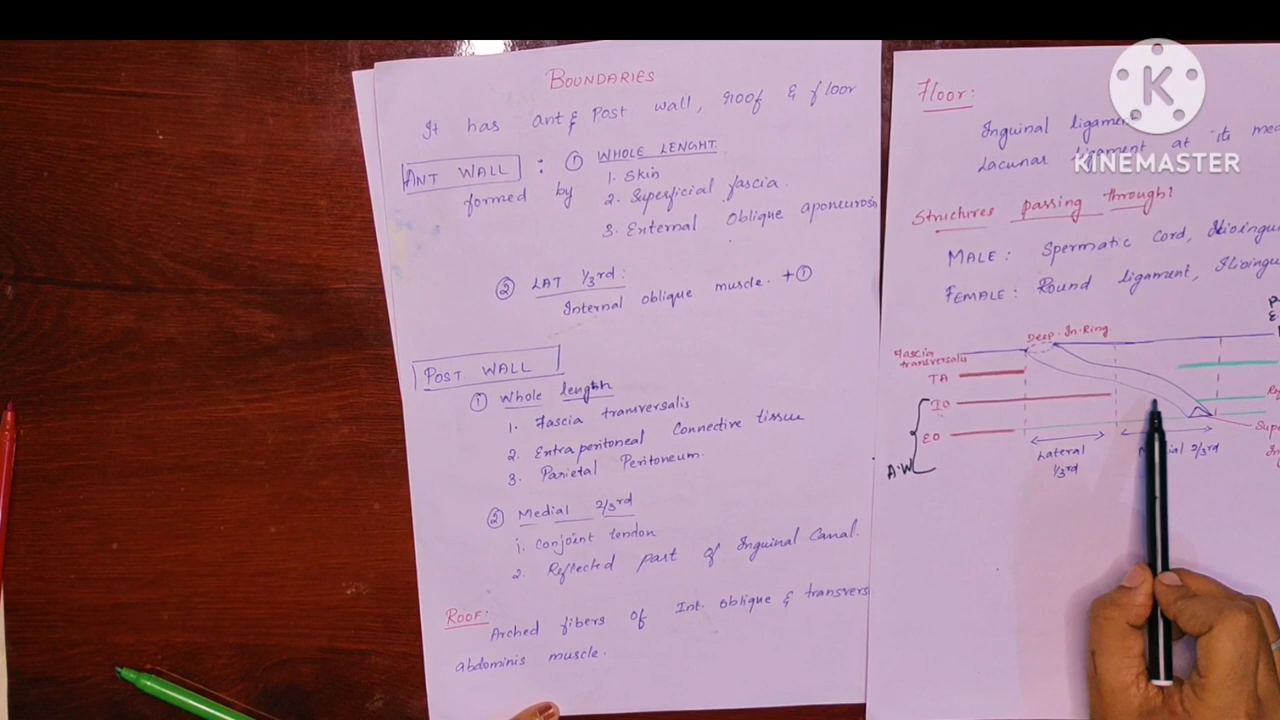 BOUNDARIES
It has ant & Post wall, roof & floor
ANT WALL : ① WHOLE LENGHT
formed by 1. Skin
2. Superficial fascia.
3. External Oblique aponeurosis
② LAT 1/3rd:
Internal oblique muscle. + ①
POST WALL
① Whole length
1. Fascia transversalis
2. Extraperitoneal Connective tissue
3. Parietal Peritoneum.
② Medial 2/3rd
1. Conjoint tendon
2. Reflected part of Inguinal Canal.
ROOF:
Arched fibers of Int. oblique & transvers
abdominis muscle.
Floor:
Inguinal ligament
Lacunar ligament at its med
Structures passing through:
MALE: Spermatic Cord, Ilioingu
FEMALE: Round ligament, Ilioingu
Deep. In. Ring.
Fascia
transversalis
TA
IO
EO
A.W
Lateral
1/3rd
2/3rd
Supe
KINEMASTER